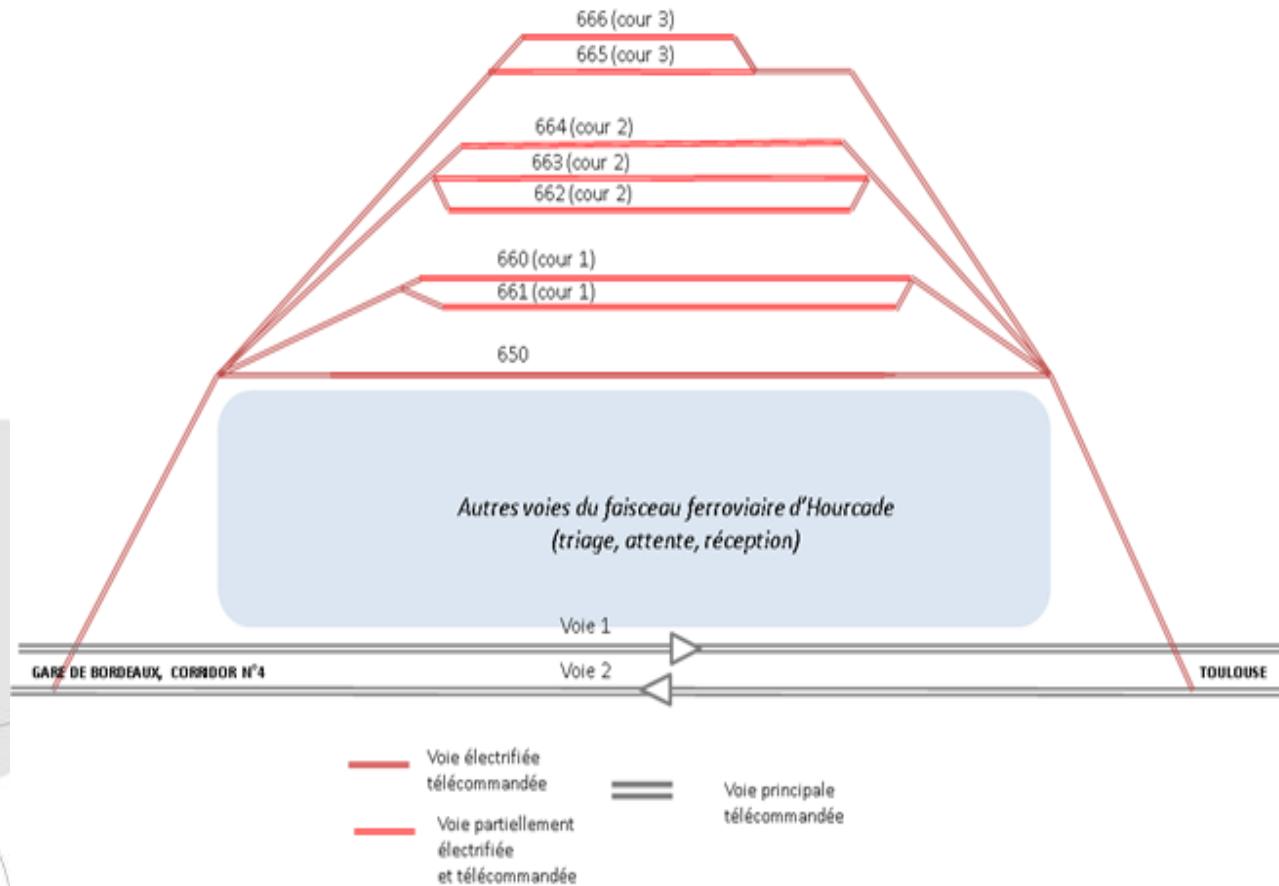 666 (cour 3)
665 (cour 3)
664 (cour 2)
663 (cour 2)
662 (cour 2)
660 (cour 1)
661 (cour 1)
650
Autres voies du faisceau ferroviaire d'Hourcade
(triage, attente, réception)
Voie 1
GARE DE BORDEAUX, CORRIDOR N°4
Voie 2
TOULOUSE
Voie électrifiée
télécommandée
Voie principale
télécommandée
Voie partiellement
électrifiée
et télécommandée